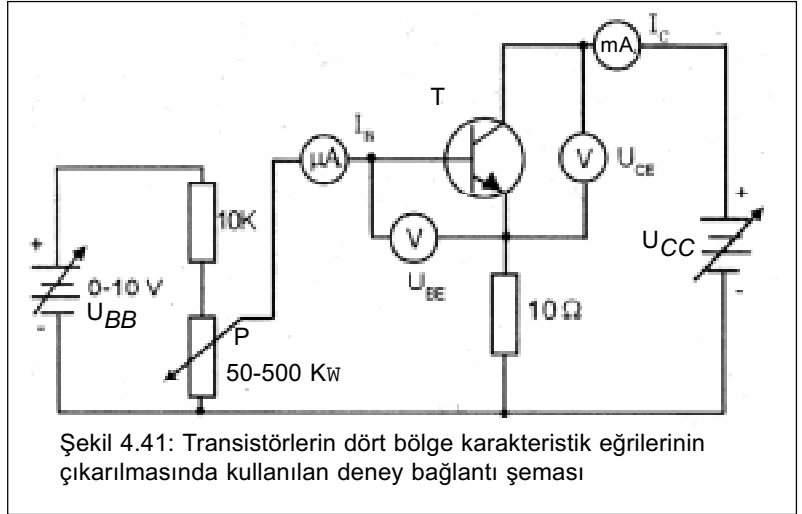 I_C
mA
T
I_B
µA
V
U_CE
+
10K
V
+
U_CC
0-10 V
U_BE
-
U_BB
-
10 Ω
P
50-500 Kw
Şekil 4.41: Transistörlerin dört bölge karakteristik eğrilerinin
çıkarılmasında kullanılan deney bağlantı şeması